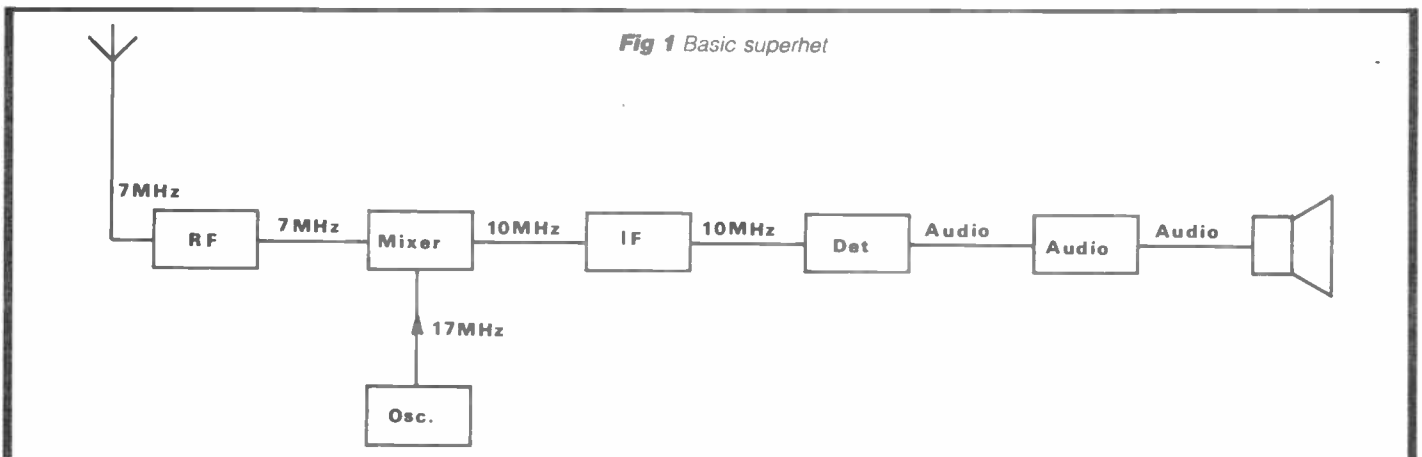 Fig 1 Basic superhet
7MHz
RF
7MHz
Mixer
10MHz
IF
10MHz
Det
Audio
Audio
Audio
17MHz
Osc.